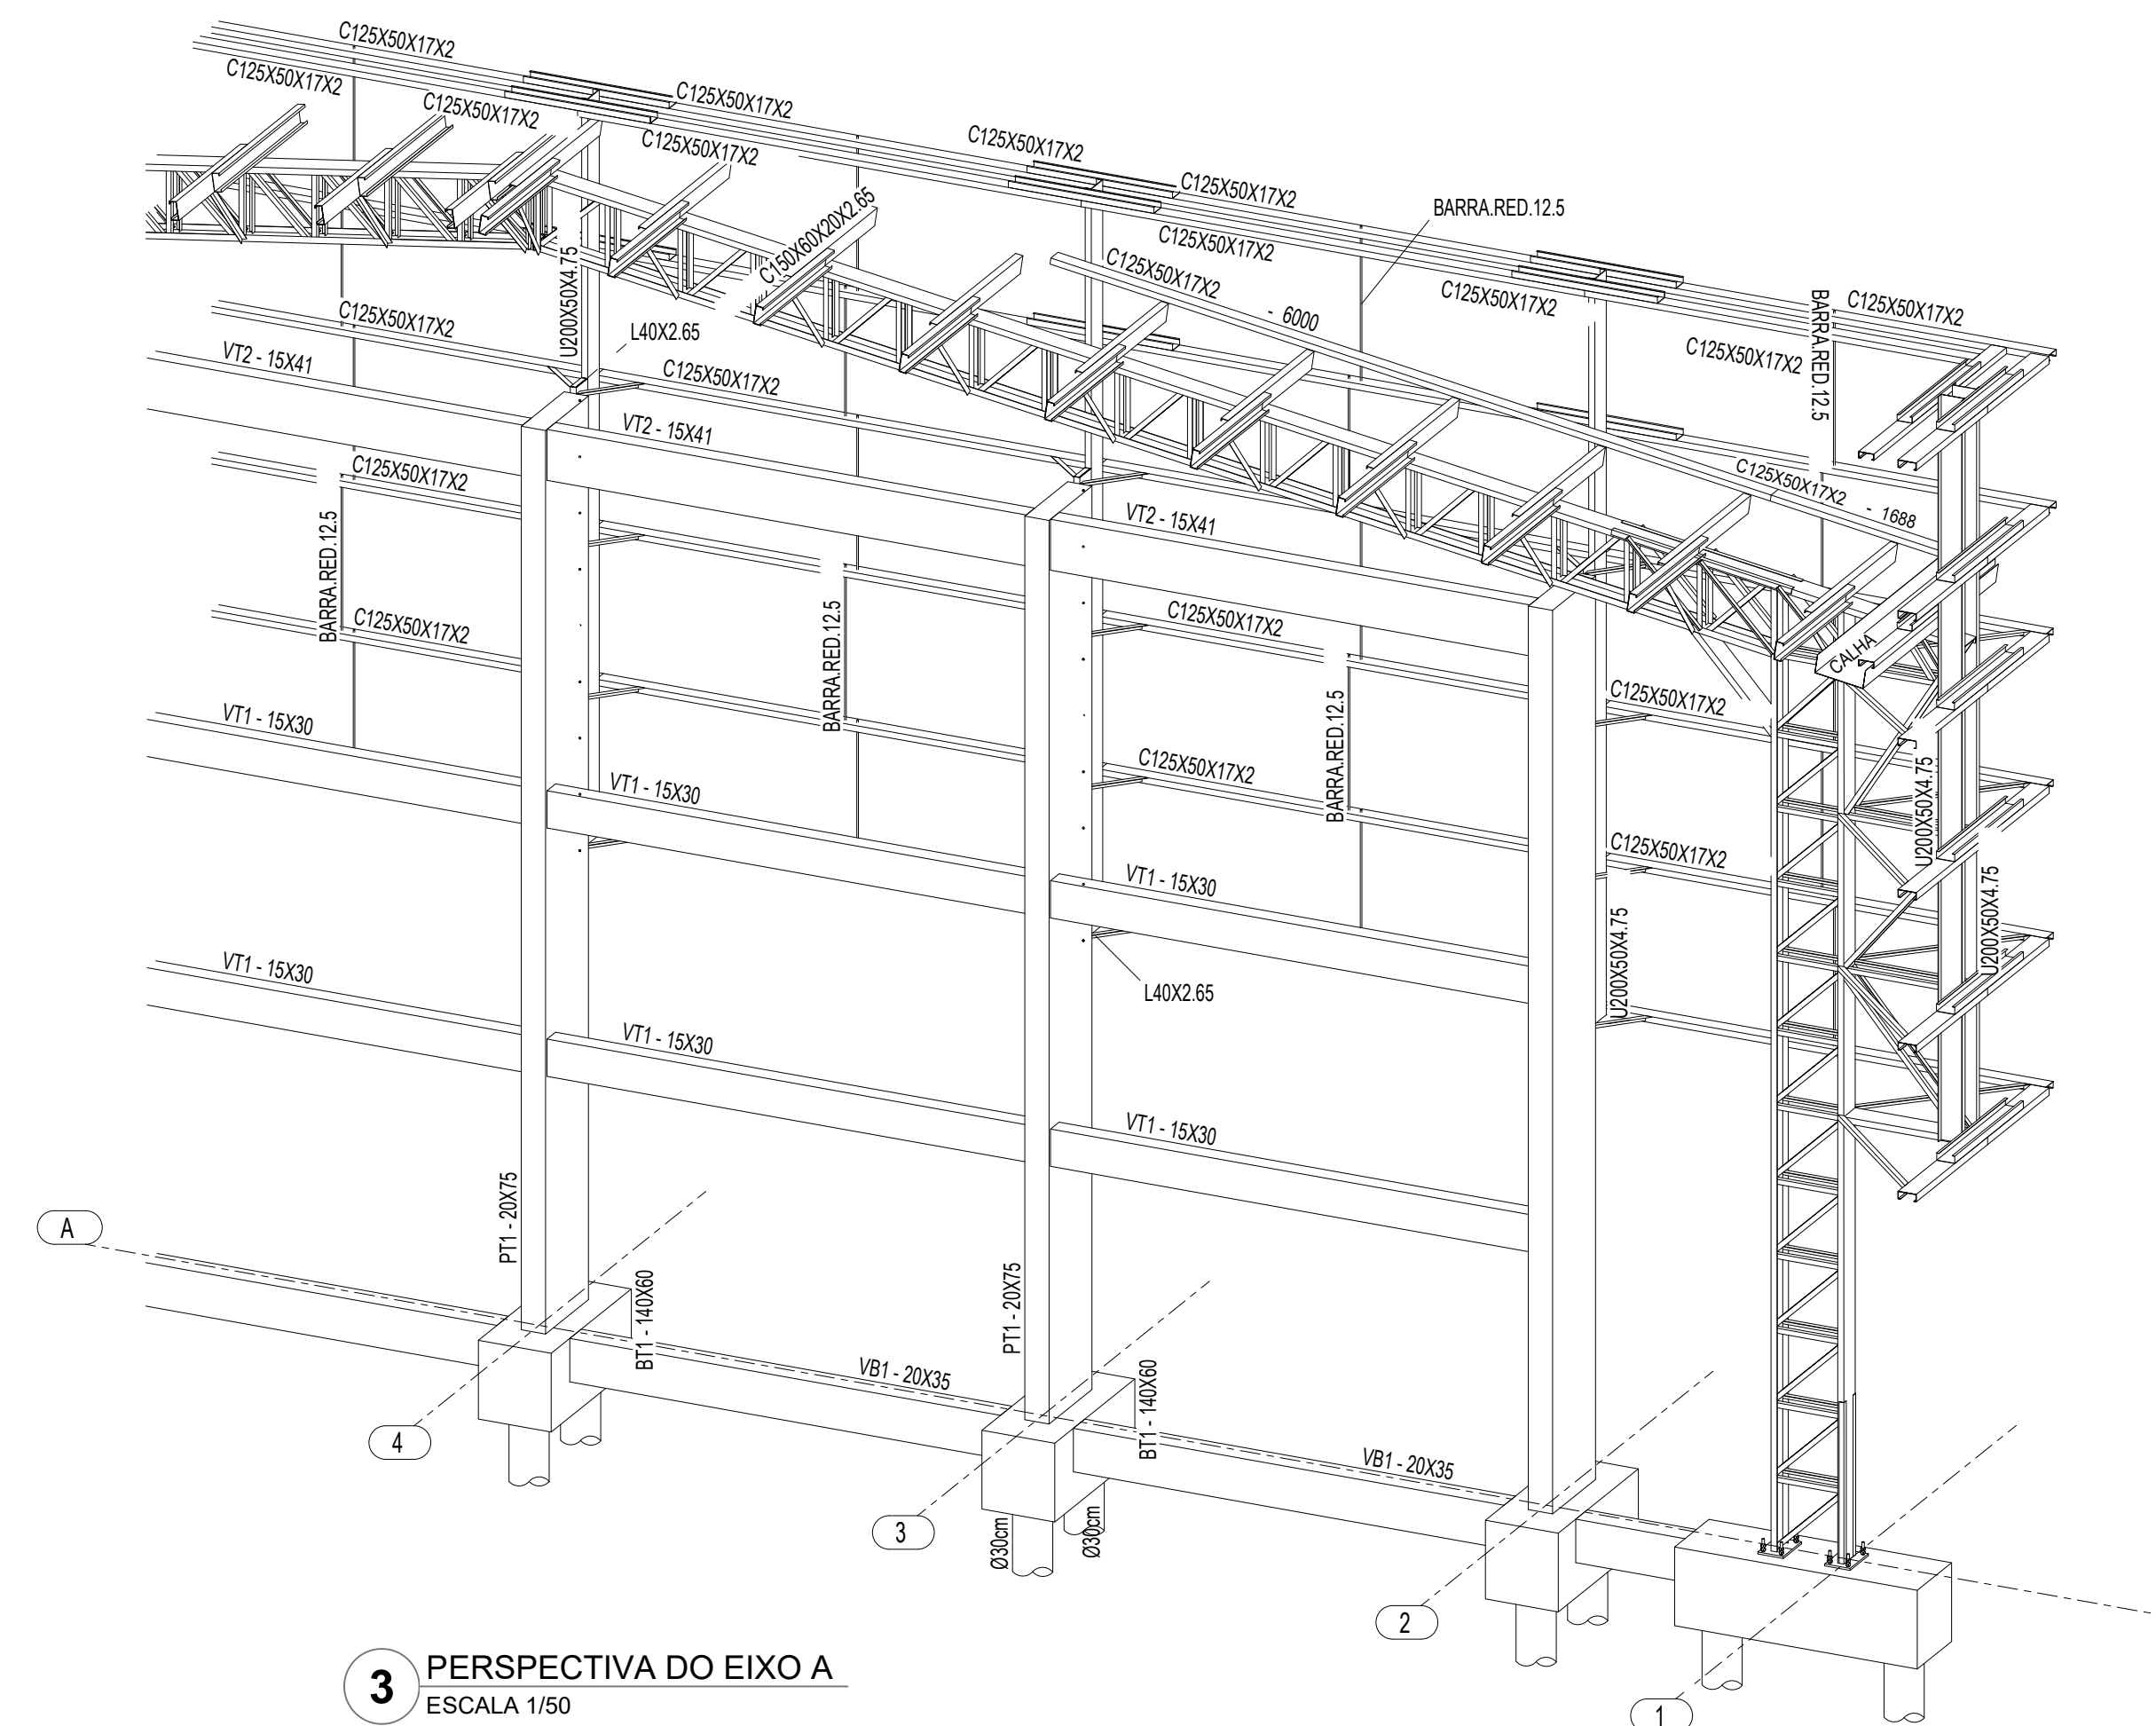 C125X50X17X2
C125X50X17X2
C125X50X17X2
C125X50X17X2
C125X50X17X2
C125X50X17X2
C125X50X17X2
BARRA.RED.12.5
C125X50X17X2
C150X60X20X2.65
C125X50X17X2 - 6000
C125X50X17X2
BARRA.RED.12.5
C125X50X17X2
C125X50X17X2
U200X50X4.75
L40X2.65
C125X50X17X2
VT2 - 15X41
C125X50X17X2
VT2 - 15X41
C125X50X17X2
C125X50X17X2 - 1688
VT2 - 15X41
BARRA.RED.12.5
C125X50X17X2
BARRA.RED.12.5
C125X50X17X2
CALHA
BARRA.RED.12.5
C125X50X17X2
VT1 - 15X30
VT1 - 15X30
C125X50X17X2
U200X50X4.75
C125X50X17X2
VT1 - 15X30
U200X50X4.75
U200X50X4.75
VT1 - 15X30
L40X2.65
VT1 - 15X30
VT1 - 15X30
PT1 - 20X75
A
BT1 - 140X60
PT1 - 20X75
VB1 - 20X35
BT1 - 140X60
4
VB1 - 20X35
3
Ø30cm
Ø30cm
2
1
3
PERSPECTIVA DO EIXO A
ESCALA 1/50